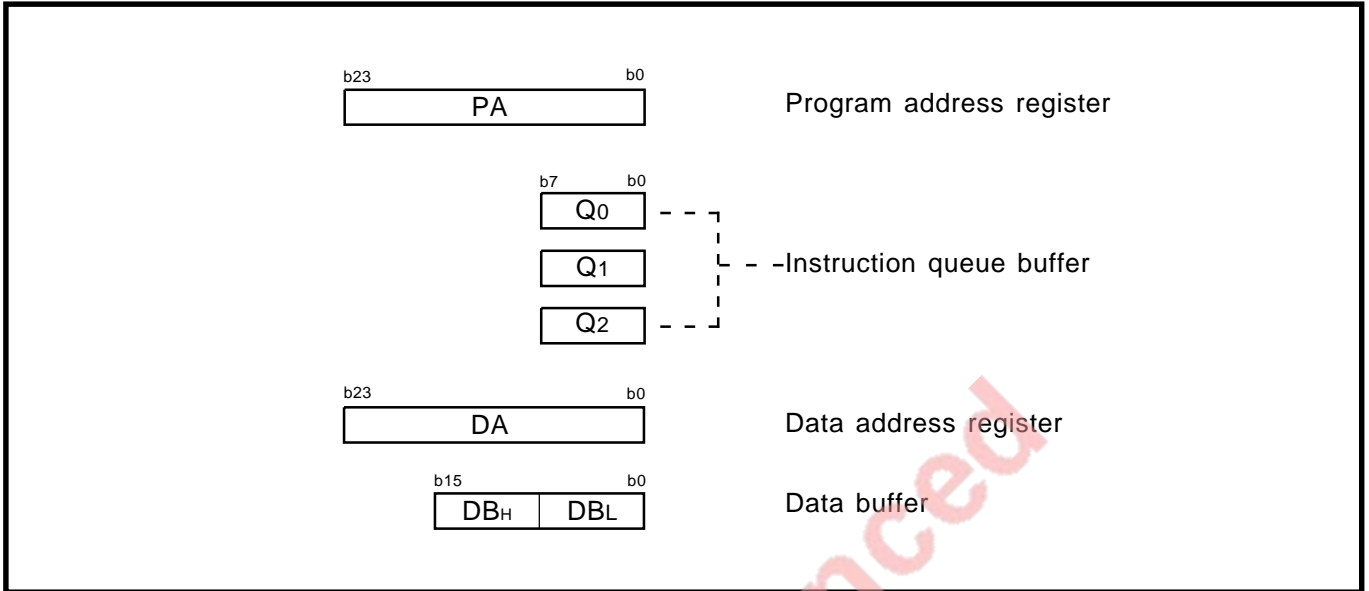 b23 b0
PA Program address register
b7 b0
Q0
Q1 Instruction queue buffer
Q2
b23 b0
DA Data address register
b15 b0
DBH DBL Data buffer